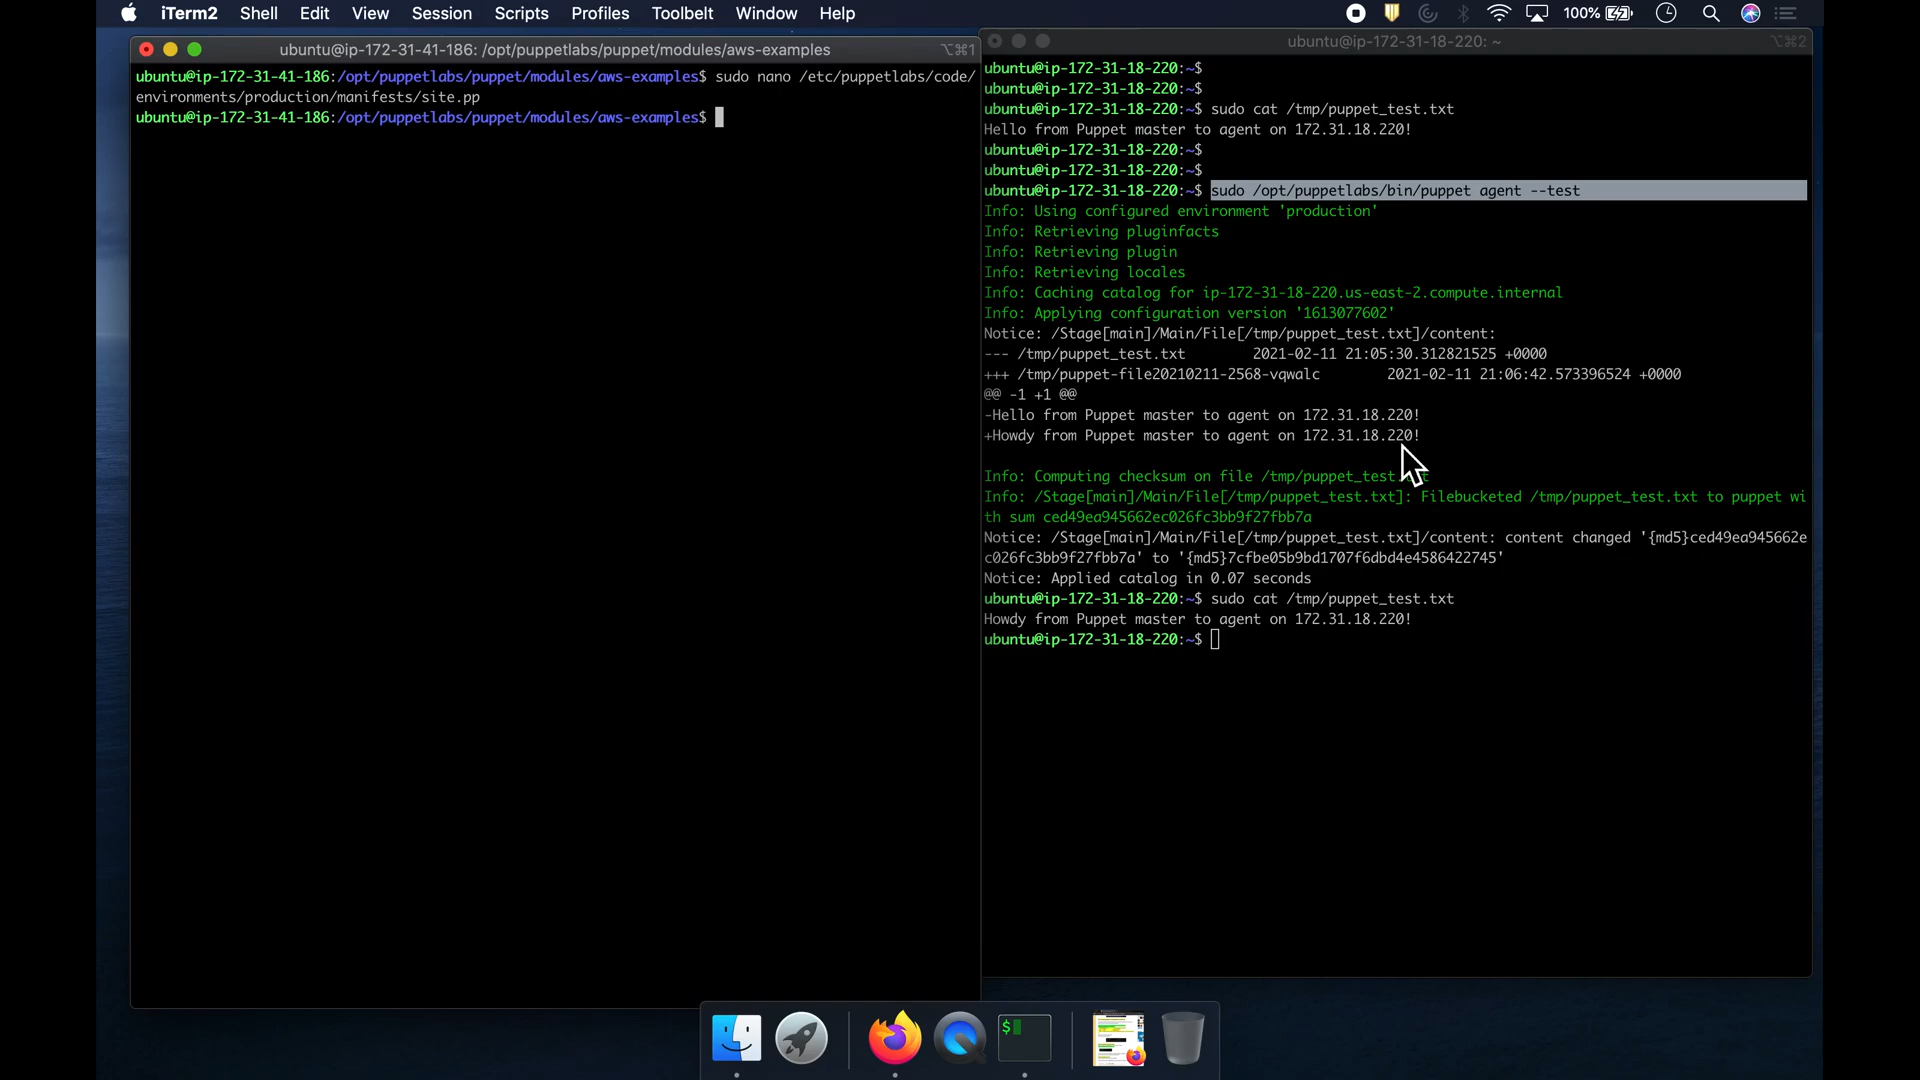 iTerm2 Shell Edit View Session Scripts Profiles Toolbelt Window Help 100%
ubuntu@ip-172-31-41-186: /opt/puppetlabs/puppet/modules/aws-examples ⌥⌘1
ubuntu@ip-172-31-41-186:/opt/puppetlabs/puppet/modules/aws-examples$ sudo nano /etc/puppetlabs/code/
environments/production/manifests/site.pp
ubuntu@ip-172-31-41-186:/opt/puppetlabs/puppet/modules/aws-examples$
ubuntu@ip-172-31-18-220: ~ ⌥⌘2
ubuntu@ip-172-31-18-220:~$
ubuntu@ip-172-31-18-220:~$
ubuntu@ip-172-31-18-220:~$ sudo cat /tmp/puppet_test.txt
Hello from Puppet master to agent on 172.31.18.220!
ubuntu@ip-172-31-18-220:~$
ubuntu@ip-172-31-18-220:~$
ubuntu@ip-172-31-18-220:~$ sudo /opt/puppetlabs/bin/puppet agent --test
Info: Using configured environment 'production'
Info: Retrieving pluginfacts
Info: Retrieving plugin
Info: Retrieving locales
Info: Caching catalog for ip-172-31-18-220.us-east-2.compute.internal
Info: Applying configuration version '1613077602'
Notice: /Stage[main]/Main/File[/tmp/puppet_test.txt]/content:
--- /tmp/puppet_test.txt 2021-02-11 21:05:30.312821525 +0000
+++ /tmp/puppet-file20210211-2568-vqwalc 2021-02-11 21:06:42.573396524 +0000
@@ -1 +1 @@
-Hello from Puppet master to agent on 172.31.18.220!
+Howdy from Puppet master to agent on 172.31.18.220!
Info: Computing checksum on file /tmp/puppet_test.txt
Info: /Stage[main]/Main/File[/tmp/puppet_test.txt]: Filebucketed /tmp/puppet_test.txt to puppet wi
th sum ced49ea945662ec026fc3bb9f27fbb7a
Notice: /Stage[main]/Main/File[/tmp/puppet_test.txt]/content: content changed '{md5}ced49ea945662e
c026fc3bb9f27fbb7a' to '{md5}7cfbe05b9bd1707f6dbd4e4586422745'
Notice: Applied catalog in 0.07 seconds
ubuntu@ip-172-31-18-220:~$ sudo cat /tmp/puppet_test.txt
Howdy from Puppet master to agent on 172.31.18.220!
ubuntu@ip-172-31-18-220:~$
$